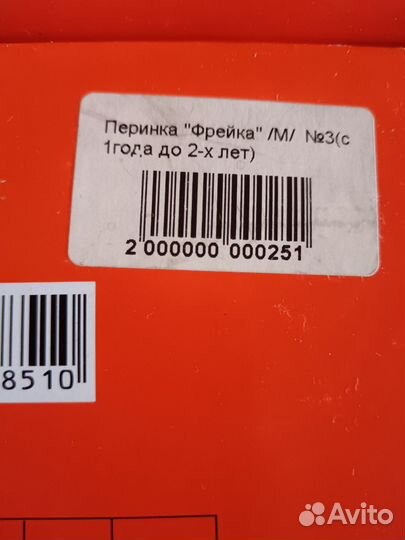 Перинка "Фрейка" /М/ №3(с
1года до 2-х лет)
2 000000 000251
8510
Avito